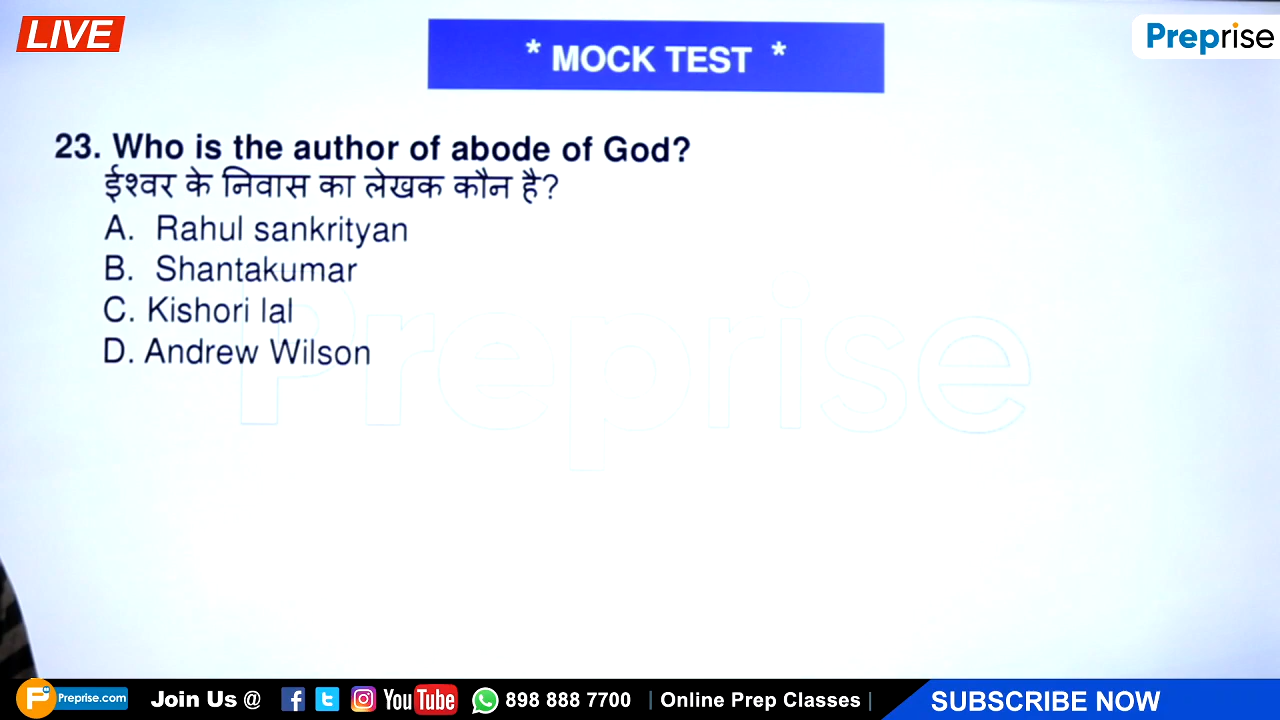 LIVE
* MOCK TEST *
Preprise
23. Who is the author of abode of God?
ईश्वर के निवास का लेखक कौन है?
A. Rahul sankrityan
B. Shantakumar
C. Kishori lal
D. Andrew Wilson
Preprise
Preprise.com Join Us @ YouTube 898 888 7700 | Online Prep Classes | SUBSCRIBE NOW